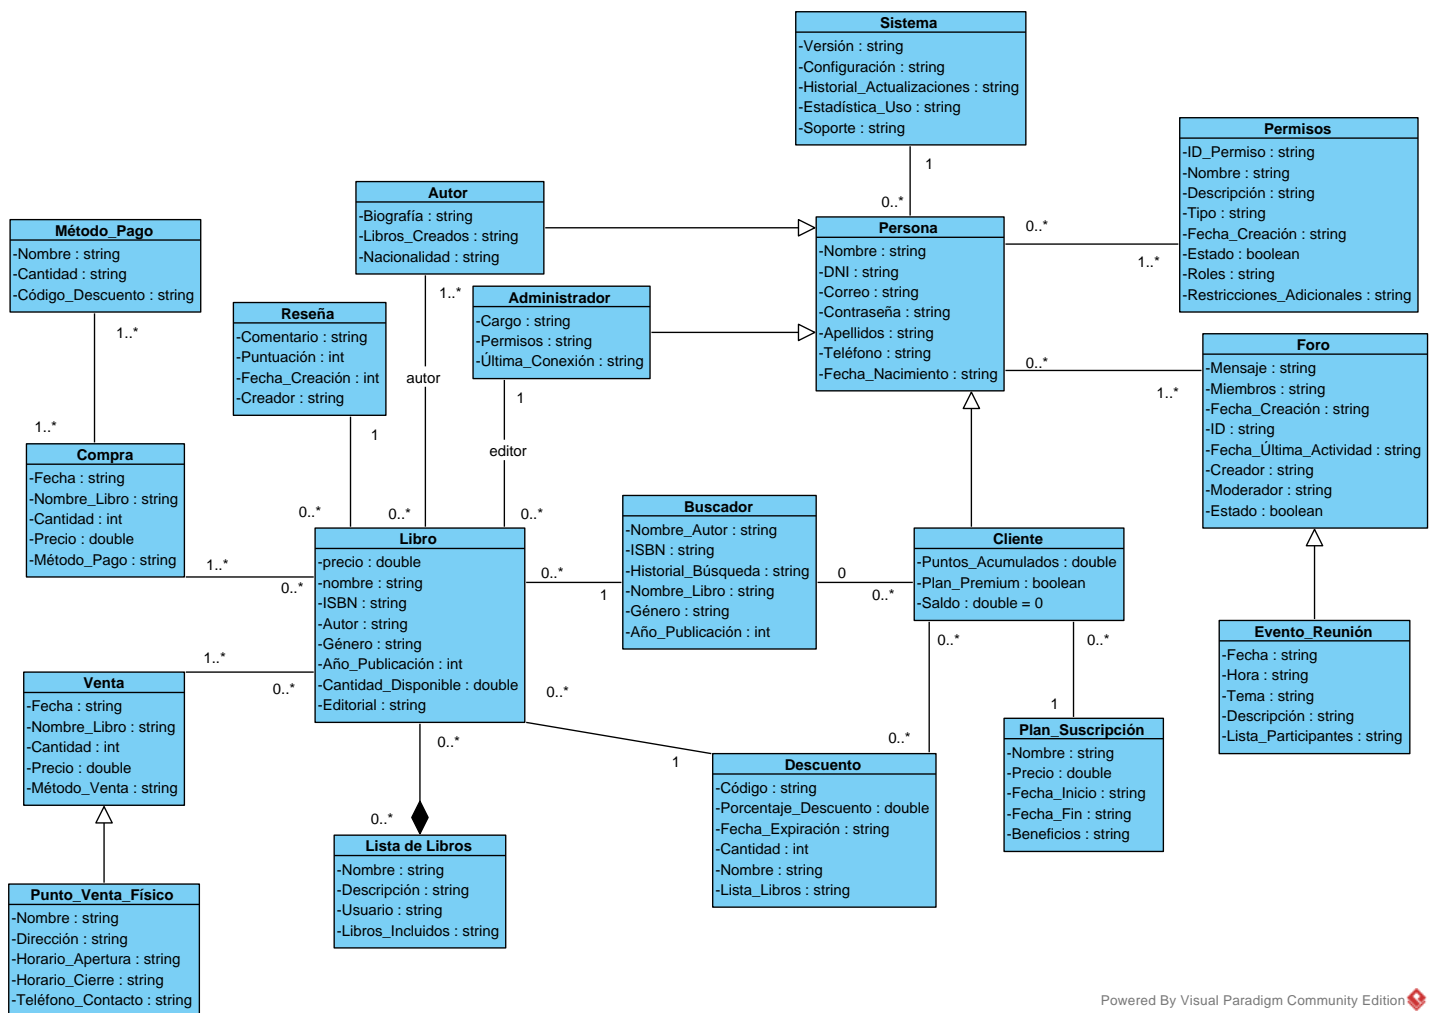 Sistema
-Versión : string
-Configuración : string
-Historial_Actualizaciones : string
-Estadística_Uso : string
-Soporte : string
1
0..*
Permisos
-ID_Permiso : string
-Nombre : string
-Descripción : string
-Tipo : string
-Fecha_Creación : string
-Estado : boolean
-Roles : string
-Restricciones_Adicionales : string
Autor
-Biografía : string
-Libros_Creados : string
-Nacionalidad : string
1..*
autor
0..*
Persona
-Nombre : string
-DNI : string
-Correo : string
-Contraseña : string
-Apellidos : string
-Teléfono : string
-Fecha_Nacimiento : string
0..*
1..*
0..*
1..*
Método_Pago
-Nombre : string
-Cantidad : string
-Código_Descuento : string
1..*
1..*
Administrador
-Cargo : string
-Permisos : string
-Última_Conexión : string
1
editor
0..*
Reseña
-Comentario : string
-Puntuación : int
-Fecha_Creación : int
-Creador : string
1
0..*
Foro
-Mensaje : string
-Miembros : string
-Fecha_Creación : string
-ID : string
-Fecha_Última_Actividad : string
-Creador : string
-Moderador : string
-Estado : boolean
Compra
-Fecha : string
-Nombre_Libro : string
-Cantidad : int
-Precio : double
-Método_Pago : string
1..*
0..*
Libro
-precio : double
-nombre : string
-ISBN : string
-Autor : string
-Género : string
-Año_Publicación : int
-Cantidad_Disponible : double
-Editorial : string
0..*
1
Buscador
-Nombre_Autor : string
-ISBN : string
-Historial_Búsqueda : string
-Nombre_Libro : string
-Género : string
-Año_Publicación : int
0
0..*
Cliente
-Puntos_Acumulados : double
-Plan_Premium : boolean
-Saldo : double = 0
0..*
0..*
0..*
1
Evento_Reunión
-Fecha : string
-Hora : string
-Tema : string
-Descripción : string
-Lista_Participantes : string
Venta
-Fecha : string
-Nombre_Libro : string
-Cantidad : int
-Precio : double
-Método_Venta : string
1..*
0..*
0..*
1
0..*
0..*
Plan_Suscripción
-Nombre : string
-Precio : double
-Fecha_Inicio : string
-Fecha_Fin : string
-Beneficios : string
Descuento
-Código : string
-Porcentaje_Descuento : double
-Fecha_Expiración : string
-Cantidad : int
-Nombre : string
-Lista_Libros : string
Lista de Libros
-Nombre : string
-Descripción : string
-Usuario : string
-Libros_Incluidos : string
Punto_Venta_Físico
-Nombre : string
-Dirección : string
-Horario_Apertura : string
-Horario_Cierre : string
-Teléfono_Contacto : string
Powered By Visual Paradigm Community Edition